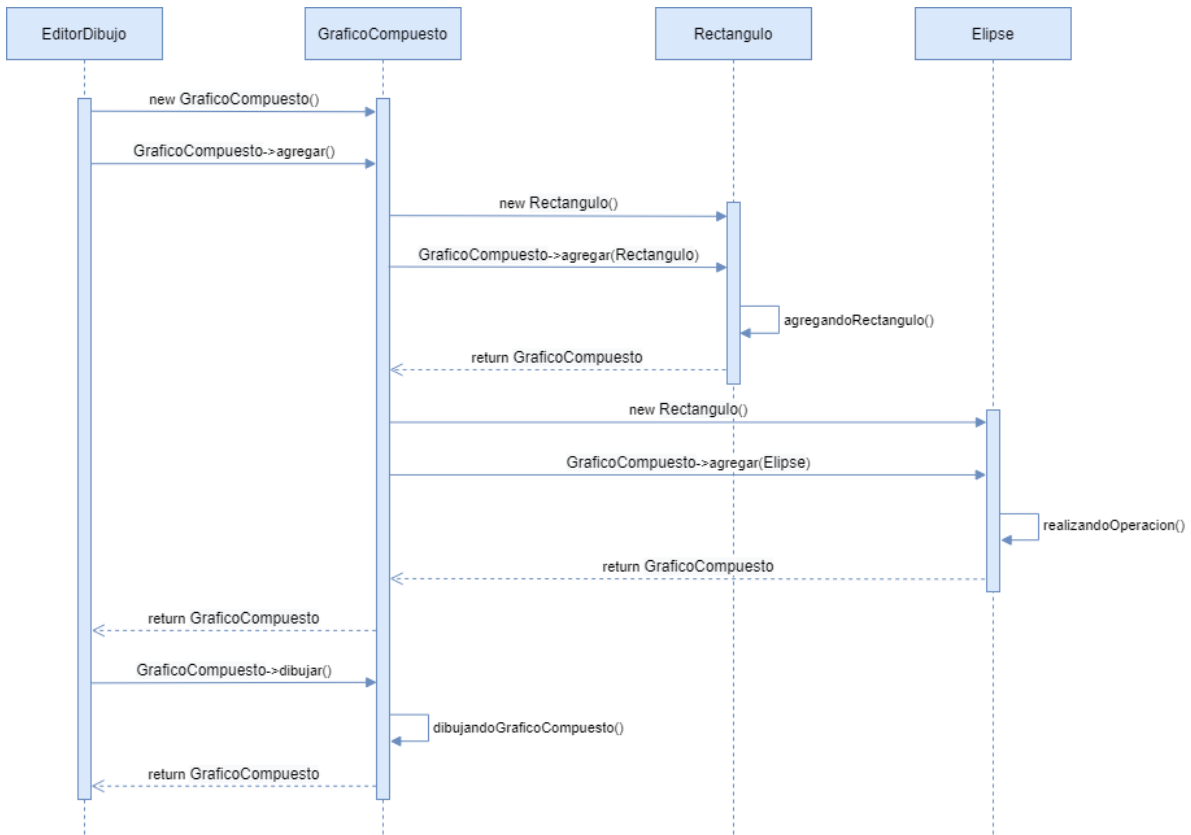 EditorDibujo
GraficoCompuesto
Rectangulo
Elipse
new GraficoCompuesto()
GraficoCompuesto->agregar()
new Rectangulo()
GraficoCompuesto->agregar(Rectangulo)
agregandoRectangulo()
return GraficoCompuesto
new Rectangulo()
GraficoCompuesto->agregar(Elipse)
realizandoOperacion()
return GraficoCompuesto
return GraficoCompuesto
GraficoCompuesto->dibujar()
dibujandoGraficoCompuesto()
return GraficoCompuesto